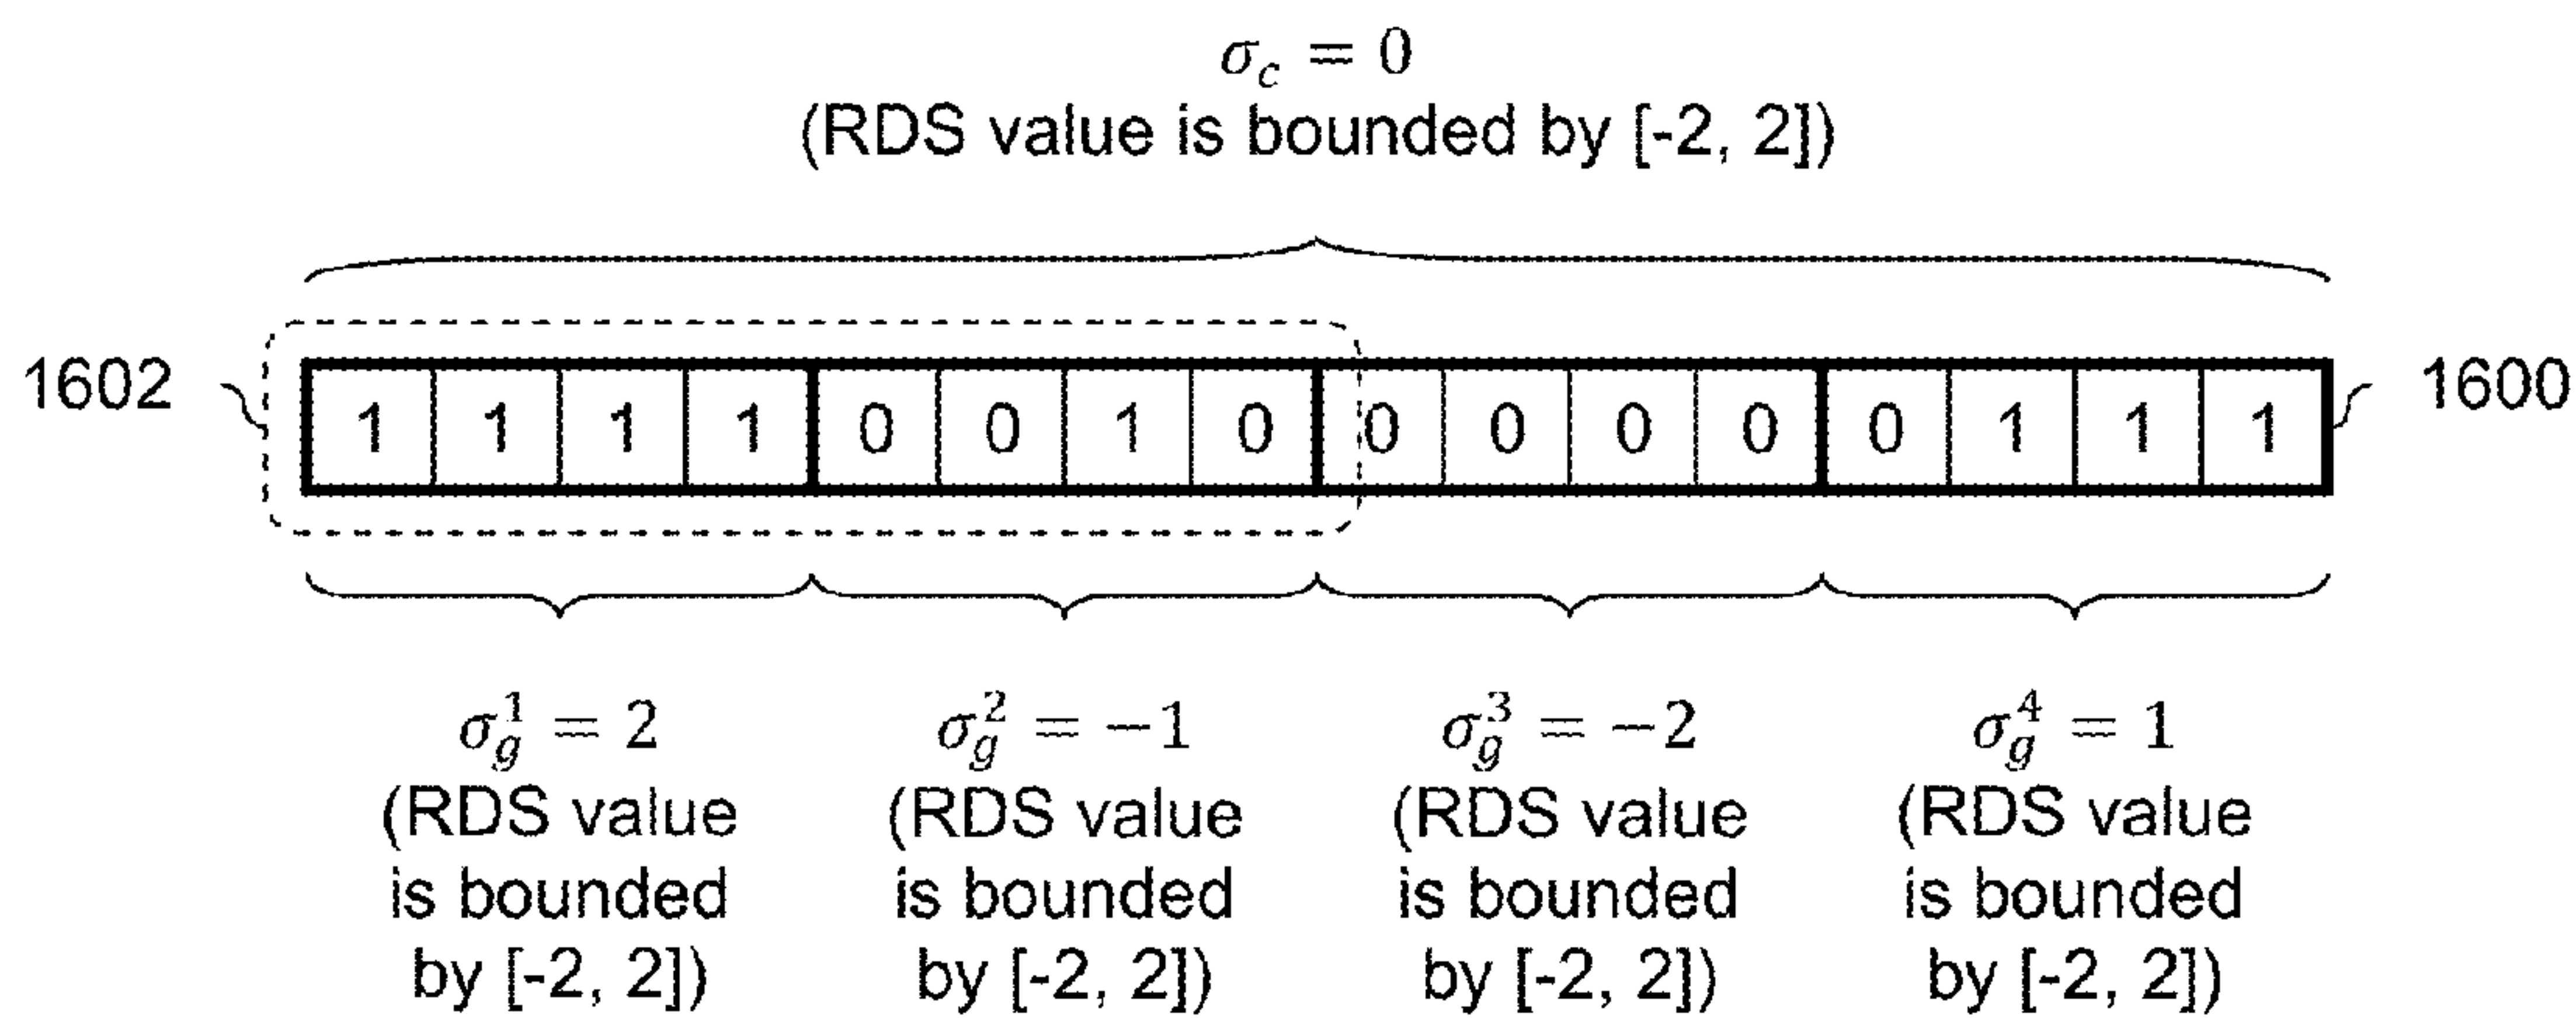 σ_c = 0
(RDS value is bounded by [-2, 2])
1602
1 1 1 1 0 0 1 0 0 0 0 0 0 1 1 1
1600
σ_g^1 = 2
(RDS value
is bounded
by [-2, 2])
σ_g^2 = −1
(RDS value
is bounded
by [-2, 2])
σ_g^3 = −2
(RDS value
is bounded
by [-2, 2])
σ_g^4 = 1
(RDS value
is bounded
by [-2, 2])